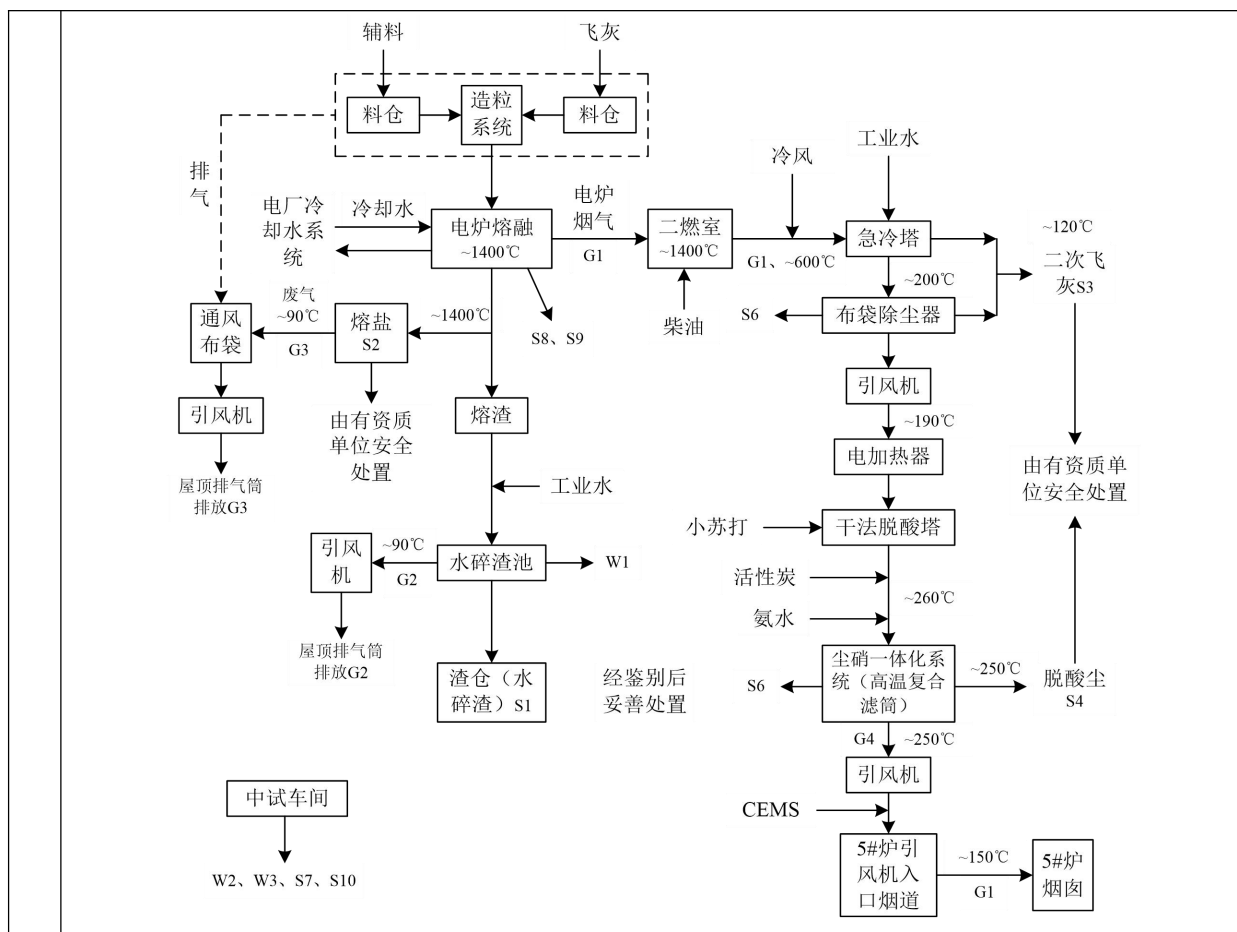 辅料
飞灰
料仓
造粒
系统
料仓
排
气
冷风
工业水
电厂冷
却水系
统
冷却水
电炉熔融
~1400℃
电炉
烟气
G1
二燃室
~1400℃
G1、~600℃
急冷塔
~120℃
二次飞
灰S3
~200℃
柴油
S6
布袋除尘器
S8、S9
废气
~90℃
G3
通风
布袋
熔盐
S2
~1400℃
引风机
引风机
熔渣
~190℃
由有资质
单位安全
处置
电加热器
由有资质单
位安全处置
屋顶排气筒
排放G3
工业水
小苏打
干法脱酸塔
引风
机
~90℃
G2
水碎渣池
W1
活性炭
~260℃
氨水
屋顶排气筒
排放G2
渣仓（水
碎渣）S1
经鉴别后
妥善处置
S6
尘硝一体化系
统（高温复合
滤筒）
~250℃
脱酸尘
S4
G4
~250℃
引风机
中试车间
CEMS
W2、W3、S7、S10
5#炉引
风机入
口烟道
~150℃
G1
5#炉
烟囱